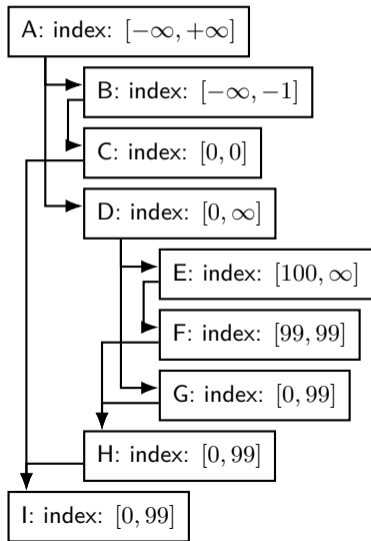 A: index: [−∞, +∞]
B: index: [−∞, −1]
C: index: [0, 0]
D: index: [0, ∞]
E: index: [100, ∞]
F: index: [99, 99]
G: index: [0, 99]
H: index: [0, 99]
I: index: [0, 99]